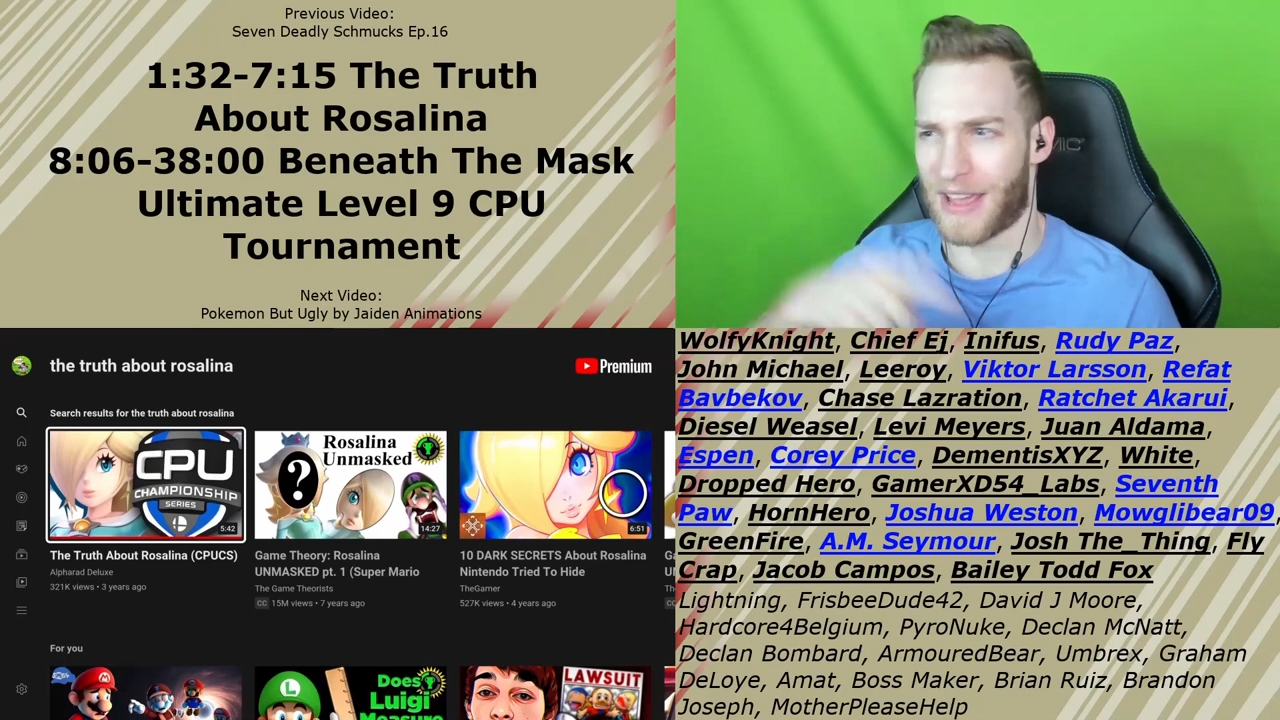 Previous Video:
Seven Deadly Schmucks Ep.16
1:32-7:15 The Truth
About Rosalina
8:06-38:00 Beneath The Mask
Ultimate Level 9 CPU
Tournament
Next Video:
Pokemon But Ugly by Jaiden Animations
WolfyKnight, Chief Ej, Inifus, Rudy Paz,
John Michael, Leeroy, Viktor Larsson, Refat
Bavbekov, Chase Lazration, Ratchet Akarui,
Diesel Weasel, Levi Meyers, Juan Aldama,
Espen, Corey Price, DementisXYZ, White,
Dropped Hero, GamerXD54_Labs, Seventh
Paw, HornHero, Joshua Weston, Mowglibear09,
GreenFire, A.M. Seymour, Josh The_Thing, Fly
Crap, Jacob Campos, Bailey Todd Fox
Lightning, FrisbeeDude42, David J Moore,
Hardcore4Belgium, PyroNuke, Declan McNatt,
Declan Bombard, ArmouredBear, Umbrex, Graham
DeLoye, Amat, Boss Maker, Brian Ruiz, Brandon
Joseph, MotherPleaseHelp
the truth about rosalina
Premium
Search results for the truth about rosalina
CPU
CHAMPIONSHIP
SERIES
5:42
Rosalina
Unmasked
?
14:27
6:51
The Truth About Rosalina (CPUCS)
Alpharad Deluxe
321K views • 3 years ago
Game Theory: Rosalina
UNMASKED pt. 1 (Super Mario
The Game Theorists
CC 15M views • 7 years ago
10 DARK SECRETS About Rosalina
Nintendo Tried To Hide
TheGamer
527K views • 4 years ago
For you
Does
Luigi
Measure
LAWSUIT